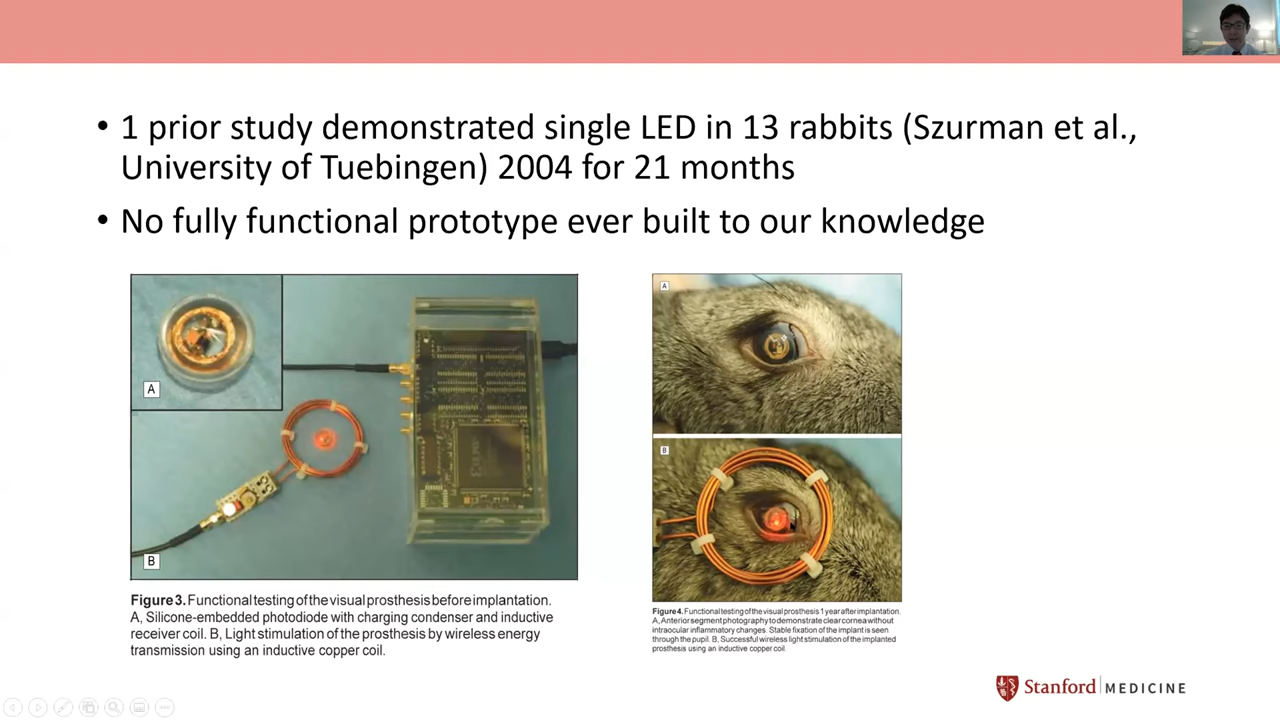 • 1 prior study demonstrated single LED in 13 rabbits (Szurman et al.,
University of Tuebingen) 2004 for 21 months
• No fully functional prototype ever built to our knowledge
A
B
Figure 3. Functional testing of the visual prosthesis before implantation.
A, Silicone-embedded photodiode with charging condenser and inductive
receiver coil. B, Light stimulation of the prosthesis by wireless energy
transmission using an inductive copper coil.
A
B
Figure 4. Functional testing of the visual prosthesis 1 year after implantation.
A, Anterior segment photography to demonstrate clear cornea without
intraocular inflammatory changes. Stable fixation of the implant is seen
through the pupil. B, Successful wireless light stimulation of the implanted
prosthesis using an inductive copper coil.
Stanford MEDICINE